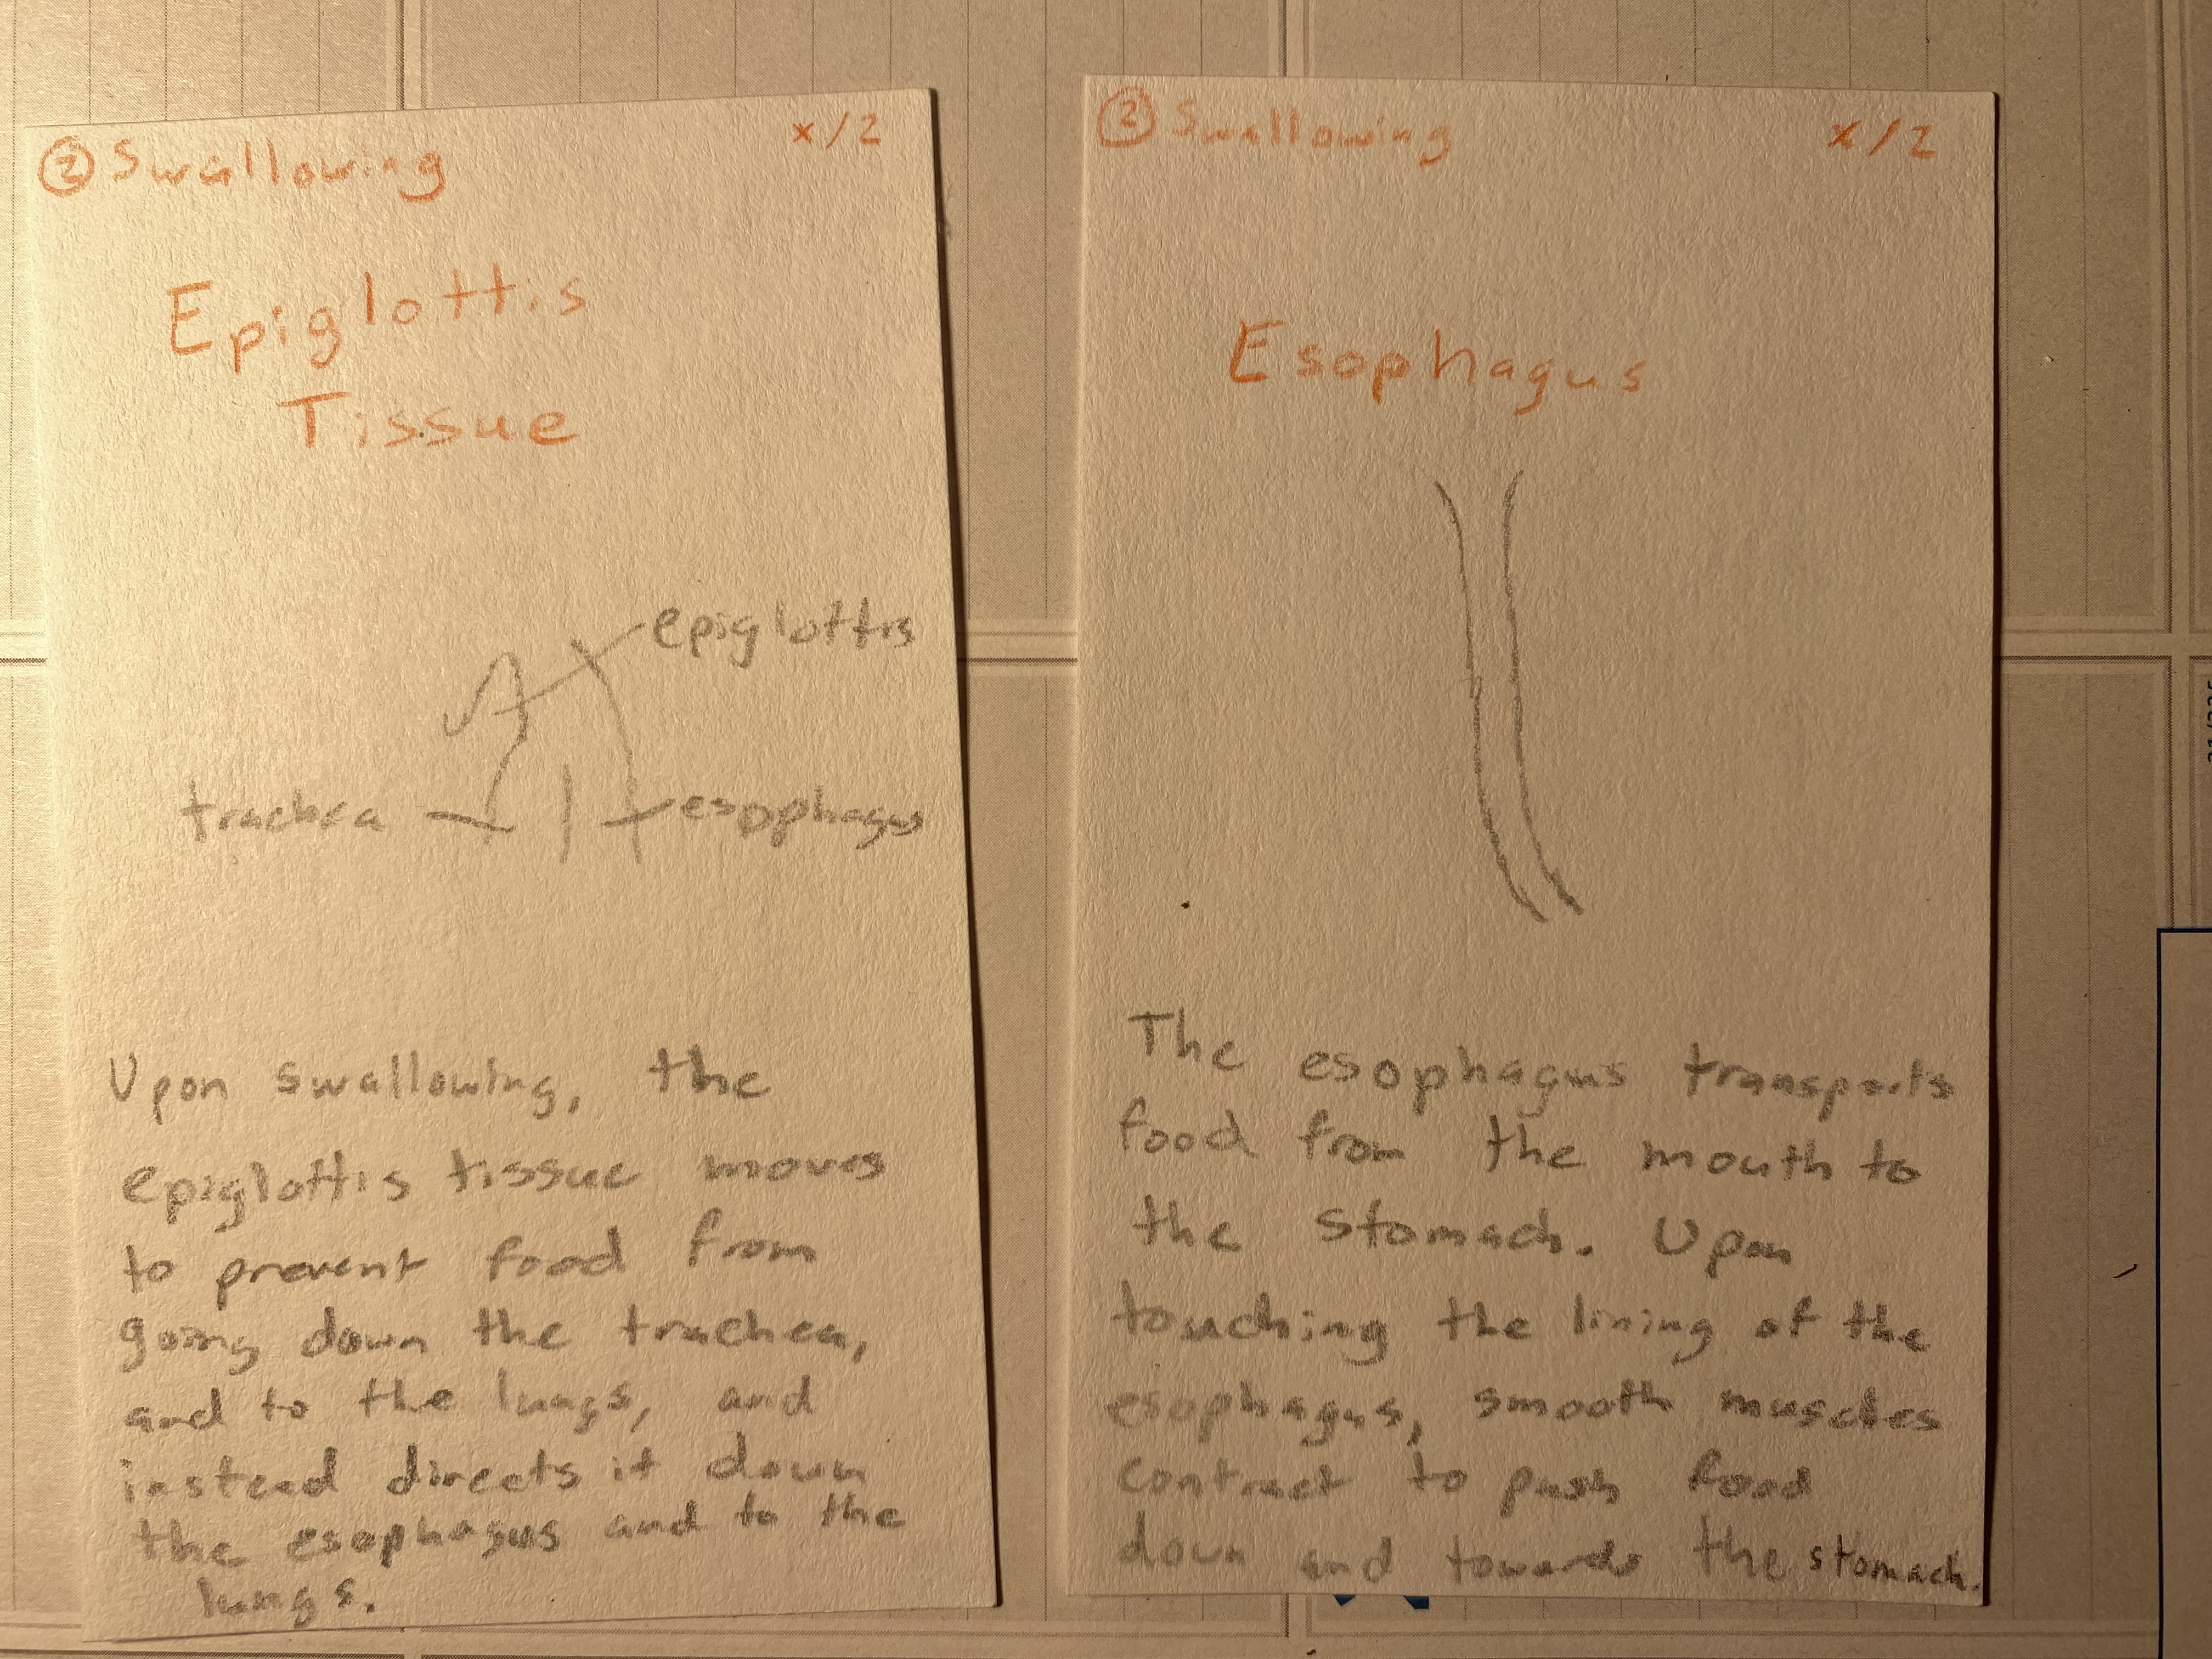 ② Swallowing x/2
Epiglottis
Tissue
epiglottis
trachea
esopphagus
Upon swallowing, the
epiglottis tissue moves
to prevent food from
going down the trachea,
and to the lungs, and
instead directs it down
the esophagus and to the
lungs.
② Swallowing x/2
Esophagus
The esophagus transports
food from the mouth to
the stomach. Upon
touching the lining of the
esophagus, smooth muscles
contract to push food
down and towards the stomach.